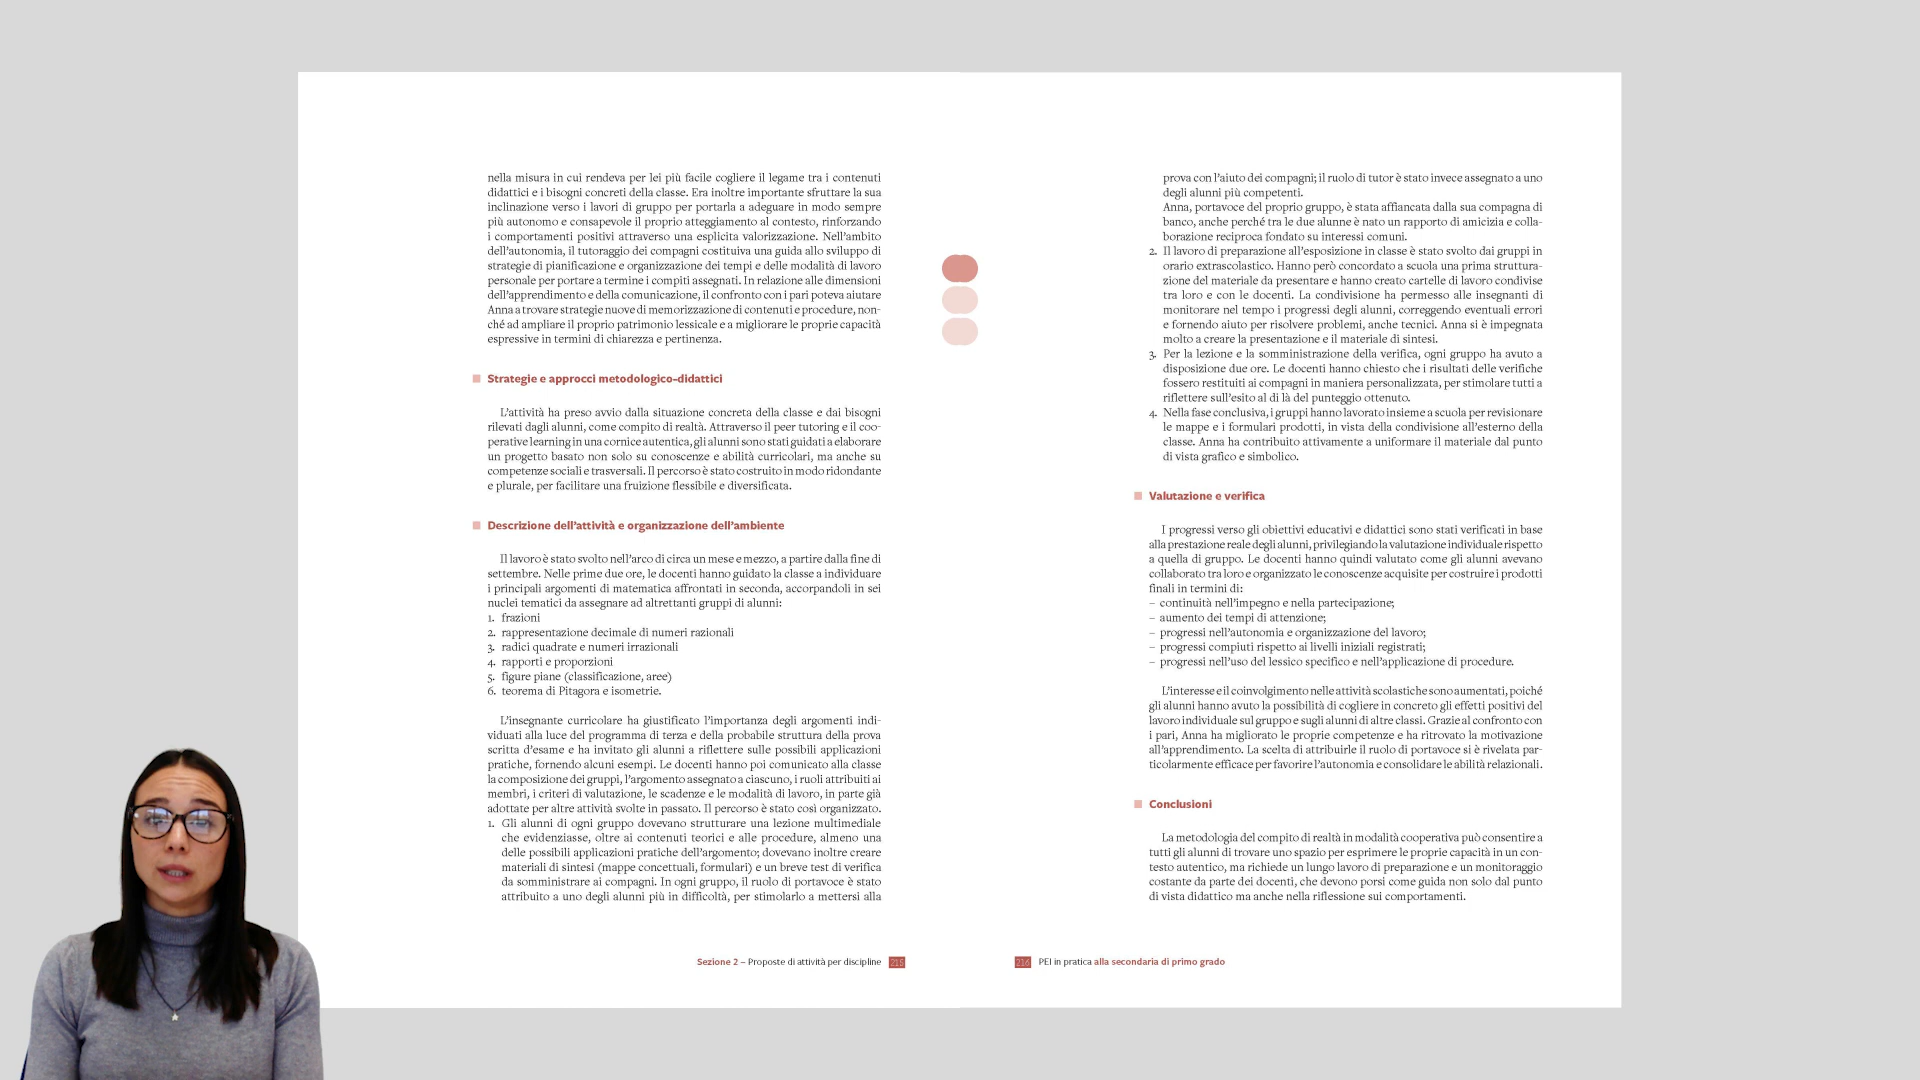 nella misura in cui rendeva per lei più facile cogliere il legame tra i contenuti
didattici e i bisogni concreti della classe. Era inoltre importante sfruttare la sua
inclinazione verso i lavori di gruppo per portarla a adeguare in modo sempre
più autonomo e consapevole il proprio atteggiamento al contesto, rinforzando
i comportamenti positivi attraverso una esplicita valorizzazione. Nell'ambito
dell'autonomia, il tutoraggio dei compagni costituiva una guida allo sviluppo di
strategie di pianificazione e organizzazione dei tempi e delle modalità di lavoro
personale per portare a termine i compiti assegnati. In relazione alle dimensioni
dell'apprendimento e della comunicazione, il confronto con i pari poteva aiutare
Anna a trovare strategie nuove di memorizzazione di contenuti e procedure, non-
ché ad ampliare il proprio patrimonio lessicale e a migliorare le proprie capacità
espressive in termini di chiarezza e pertinenza.
Strategie e approcci metodologico-didattici
L'attività ha preso avvio dalla situazione concreta della classe e dai bisogni
rilevati dagli alunni, come compito di realtà. Attraverso il peer tutoring e il coo-
perative learning in una cornice autentica, gli alunni sono stati guidati a elaborare
un progetto basato non solo su conoscenze e abilità curricolari, ma anche su
competenze sociali e trasversali. Il percorso è stato costruito in modo ridondante
e plurale, per facilitare una fruizione flessibile e diversificata.
Descrizione dell'attività e organizzazione dell'ambiente
Il lavoro è stato svolto nell'arco di circa un mese e mezzo, a partire dalla fine di
settembre. Nelle prime due ore, le docenti hanno guidato la classe a individuare
i principali argomenti di matematica affrontati in seconda, accorpandoli in sei
nuclei tematici da assegnare ad altrettanti gruppi di alunni:
1. frazioni
2. rappresentazione decimale di numeri razionali
3. radici quadrate e numeri irrazionali
4. rapporti e proporzioni
5. figure piane (classificazione, aree)
6. teorema di Pitagora e isometrie.
L'insegnante curricolare ha giustificato l'importanza degli argomenti indi-
viduati alla luce del programma di terza e della probabile struttura della prova
scritta d'esame e ha invitato gli alunni a riflettere sulle possibili applicazioni
pratiche, fornendo alcuni esempi. Le docenti hanno poi comunicato alla classe
la composizione dei gruppi, l'argomento assegnato a ciascuno, i ruoli attribuiti ai
membri, i criteri di valutazione, le scadenze e le modalità di lavoro, in parte già
adottate per altre attività svolte in passato. Il percorso è stato così organizzato.
1. Gli alunni di ogni gruppo dovevano strutturare una lezione multimediale
che evidenziasse, oltre ai contenuti teorici e alle procedure, almeno una
delle possibili applicazioni pratiche dell'argomento; dovevano inoltre creare
materiali di sintesi (mappe concettuali, formulari) e un breve test di verifica
da somministrare ai compagni. In ogni gruppo, il ruolo di portavoce è stato
attribuito a uno degli alunni più in difficoltà, per stimolarlo a mettersi alla
Sezione 2 – Proposte di attività per discipline 215
prova con l'aiuto dei compagni; il ruolo di tutor è stato invece assegnato a uno
degli alunni più competenti.
Anna, portavoce del proprio gruppo, è stata affiancata dalla sua compagna di
banco, anche perché tra le due alunne è nato un rapporto di amicizia e colla-
borazione reciproca fondato su interessi comuni.
2. Il lavoro di preparazione all'esposizione in classe è stato svolto dai gruppi in
orario extrascolastico. Hanno però concordato a scuola una prima struttura-
zione del materiale da presentare e hanno creato cartelle di lavoro condivise
tra loro e con le docenti. La condivisione ha permesso alle insegnanti di
monitorare nel tempo i progressi degli alunni, correggendo eventuali errori
e fornendo aiuto per risolvere problemi, anche tecnici. Anna si è impegnata
molto a creare la presentazione e il materiale di sintesi.
3. Per la lezione e la somministrazione della verifica, ogni gruppo ha avuto a
disposizione due ore. Le docenti hanno chiesto che i risultati delle verifiche
fossero restituiti ai compagni in maniera personalizzata, per stimolare tutti a
riflettere sull'esito al di là del punteggio ottenuto.
4. Nella fase conclusiva, i gruppi hanno lavorato insieme a scuola per revisionare
le mappe e i formulari prodotti, in vista della condivisione all'esterno della
classe. Anna ha contribuito attivamente a uniformare il materiale dal punto
di vista grafico e simbolico.
Valutazione e verifica
I progressi verso gli obiettivi educativi e didattici sono stati verificati in base
alla prestazione reale degli alunni, privilegiando la valutazione individuale rispetto
a quella di gruppo. Le docenti hanno quindi valutato come gli alunni avevano
collaborato tra loro e organizzato le conoscenze acquisite per costruire i prodotti
finali in termini di:
– continuità nell'impegno e nella partecipazione;
– aumento dei tempi di attenzione;
– progressi nell'autonomia e organizzazione del lavoro;
– progressi compiuti rispetto ai livelli iniziali registrati;
– progressi nell'uso del lessico specifico e nell'applicazione di procedure.
L'interesse e il coinvolgimento nelle attività scolastiche sono aumentati, poiché
gli alunni hanno avuto la possibilità di cogliere in concreto gli effetti positivi del
lavoro individuale sul gruppo e sugli alunni di altre classi. Grazie al confronto con
i pari, Anna ha migliorato le proprie competenze e ha ritrovato la motivazione
all'apprendimento. La scelta di attribuirle il ruolo di portavoce si è rivelata par-
ticolarmente efficace per favorire l'autonomia e consolidare le abilità relazionali.
Conclusioni
La metodologia del compito di realtà in modalità cooperativa può consentire a
tutti gli alunni di trovare uno spazio per esprimere le proprie capacità in un con-
testo autentico, ma richiede un lungo lavoro di preparazione e un monitoraggio
costante da parte dei docenti, che devono porsi come guida non solo dal punto
di vista didattico ma anche nella riflessione sui comportamenti.
216 PEI in pratica alla secondaria di primo grado